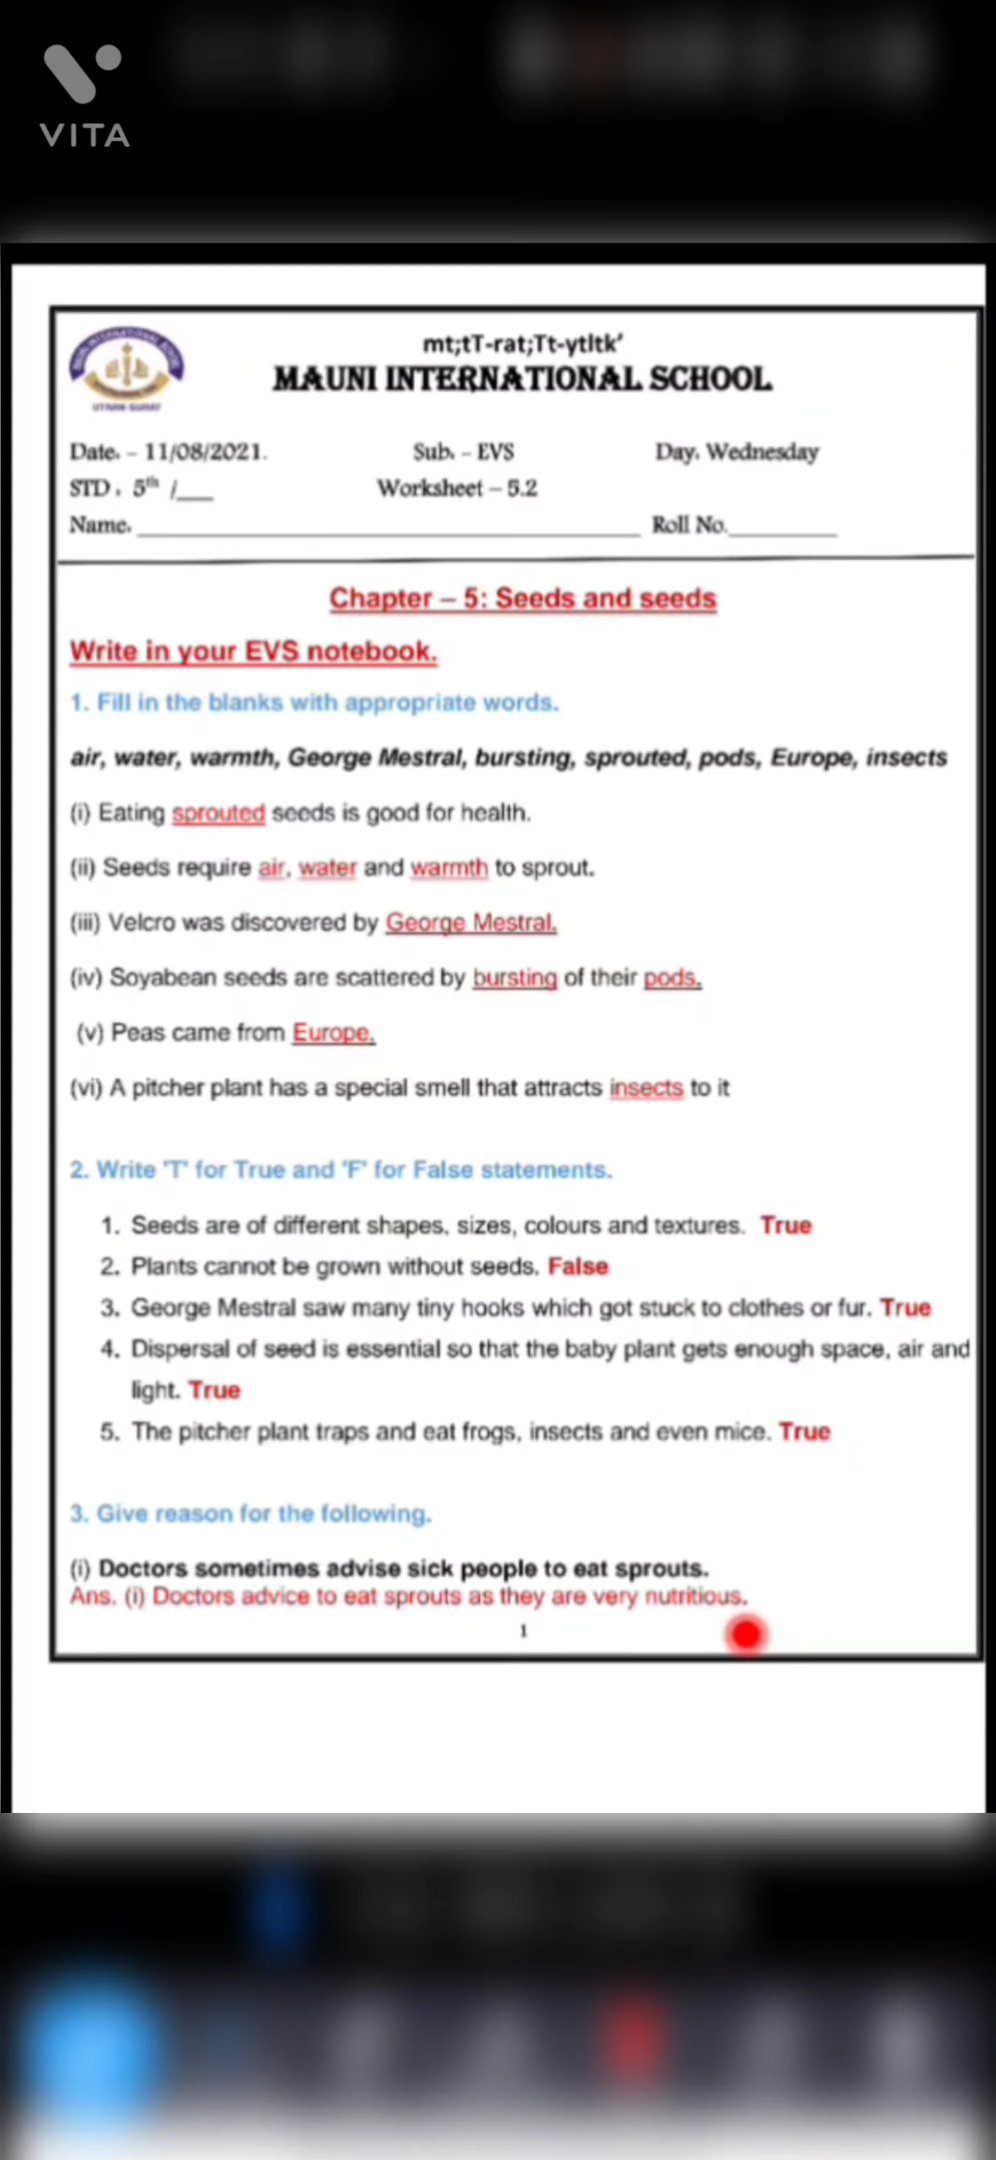 VITA
mt;tT-rat;Tt-ytltk’
MAUNI INTERNATIONAL SCHOOL
UTRAN-SURAT
Date. - 11/08/2021. Sub. - EVS Day. Wednesday
STD . 5th /___ Worksheet – 5.2
Name. ______________________________ Roll No.________
Chapter – 5: Seeds and seeds
Write in your EVS notebook.
1. Fill in the blanks with appropriate words.
air, water, warmth, George Mestral, bursting, sprouted, pods, Europe, insects
(i) Eating sprouted seeds is good for health.
(ii) Seeds require air, water and warmth to sprout.
(iii) Velcro was discovered by George Mestral.
(iv) Soyabean seeds are scattered by bursting of their pods.
(v) Peas came from Europe.
(vi) A pitcher plant has a special smell that attracts insects to it
2. Write 'T' for True and 'F' for False statements.
1. Seeds are of different shapes, sizes, colours and textures. True
2. Plants cannot be grown without seeds. False
3. George Mestral saw many tiny hooks which got stuck to clothes or fur. True
4. Dispersal of seed is essential so that the baby plant gets enough space, air and
light. True
5. The pitcher plant traps and eat frogs, insects and even mice. True
3. Give reason for the following.
(i) Doctors sometimes advise sick people to eat sprouts.
Ans. (i) Doctors advice to eat sprouts as they are very nutritious.
1